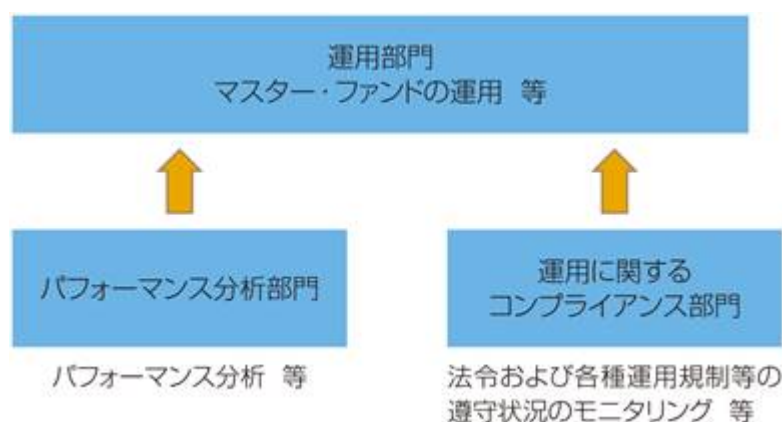 運用部門
マスター・ファンドの運用 等
パフォーマンス分析部門
パフォーマンス分析 等
運用に関する
コンプライアンス部門
法令および各種運用規制等の
遵守状況のモニタリング 等